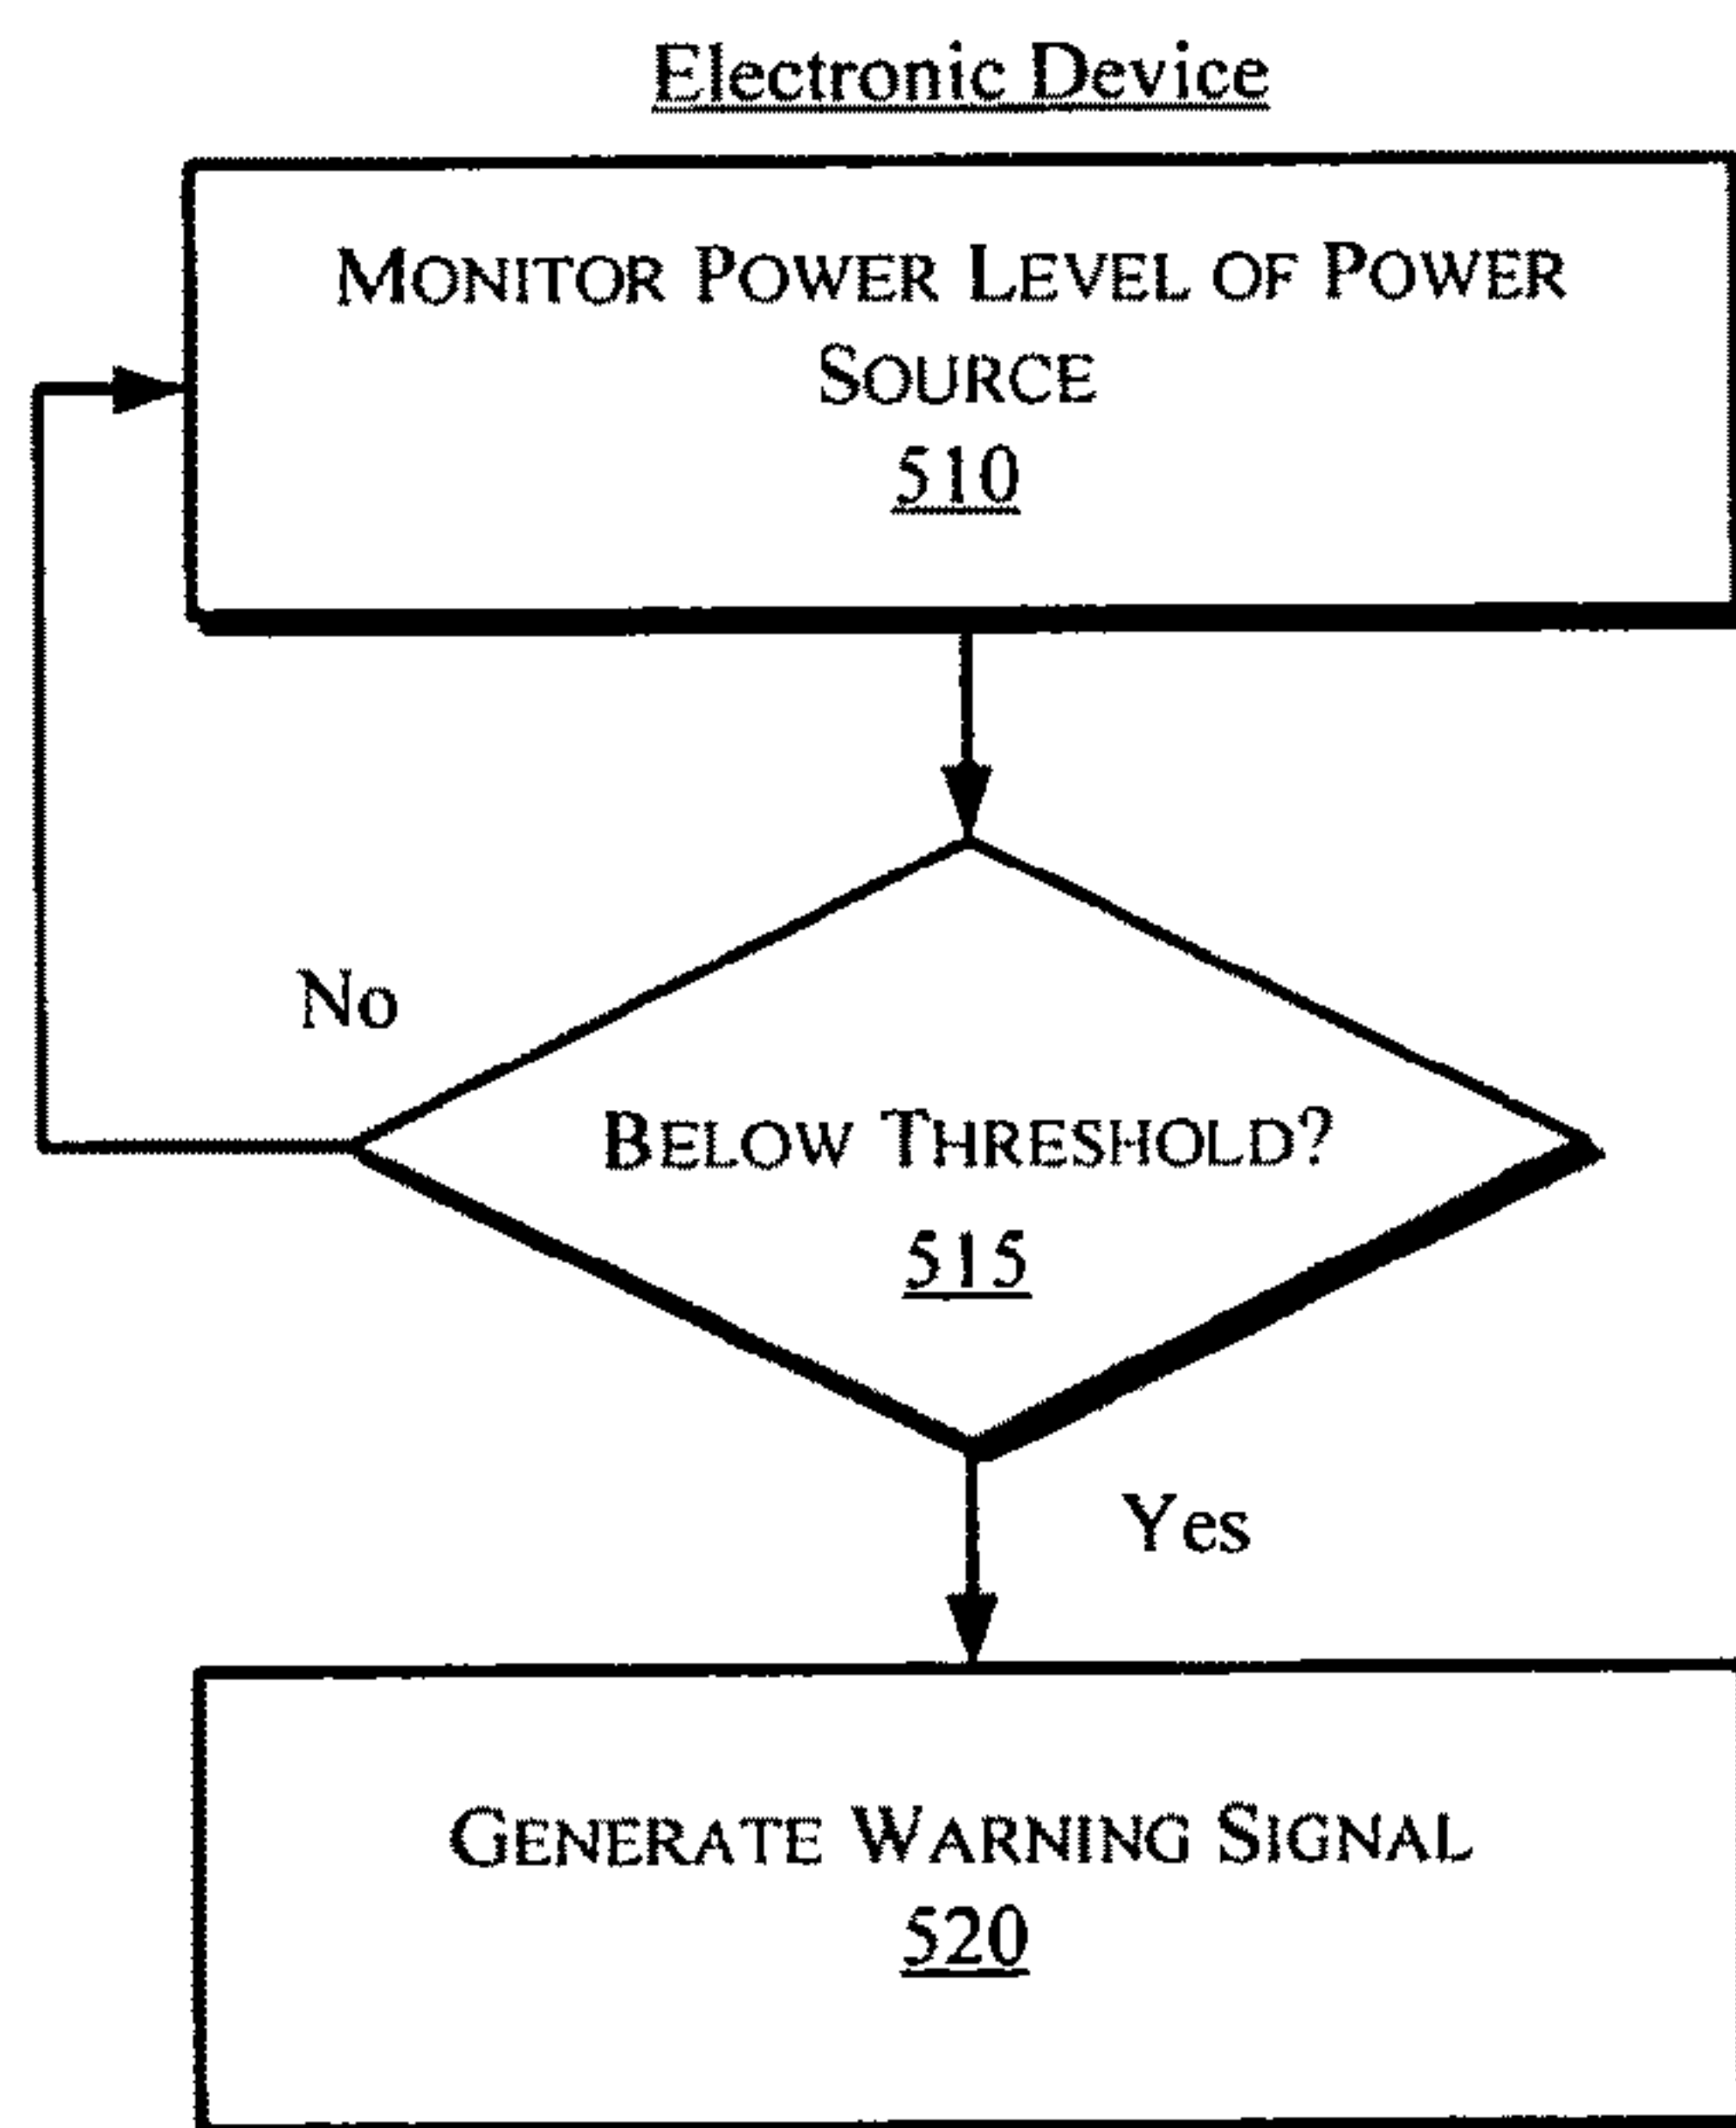 Electronic Device
MONITOR POWER LEVEL OF POWER
SOURCE
510
No
BELOW THRESHOLD?
515
Yes
GENERATE WARNING SIGNAL
520